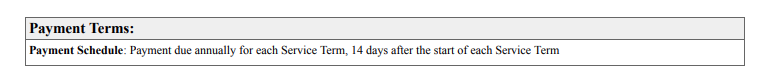 Payment Terms:
Payment Schedule: Payment due annually for each Service Term, 14 days after the start of each Service Term